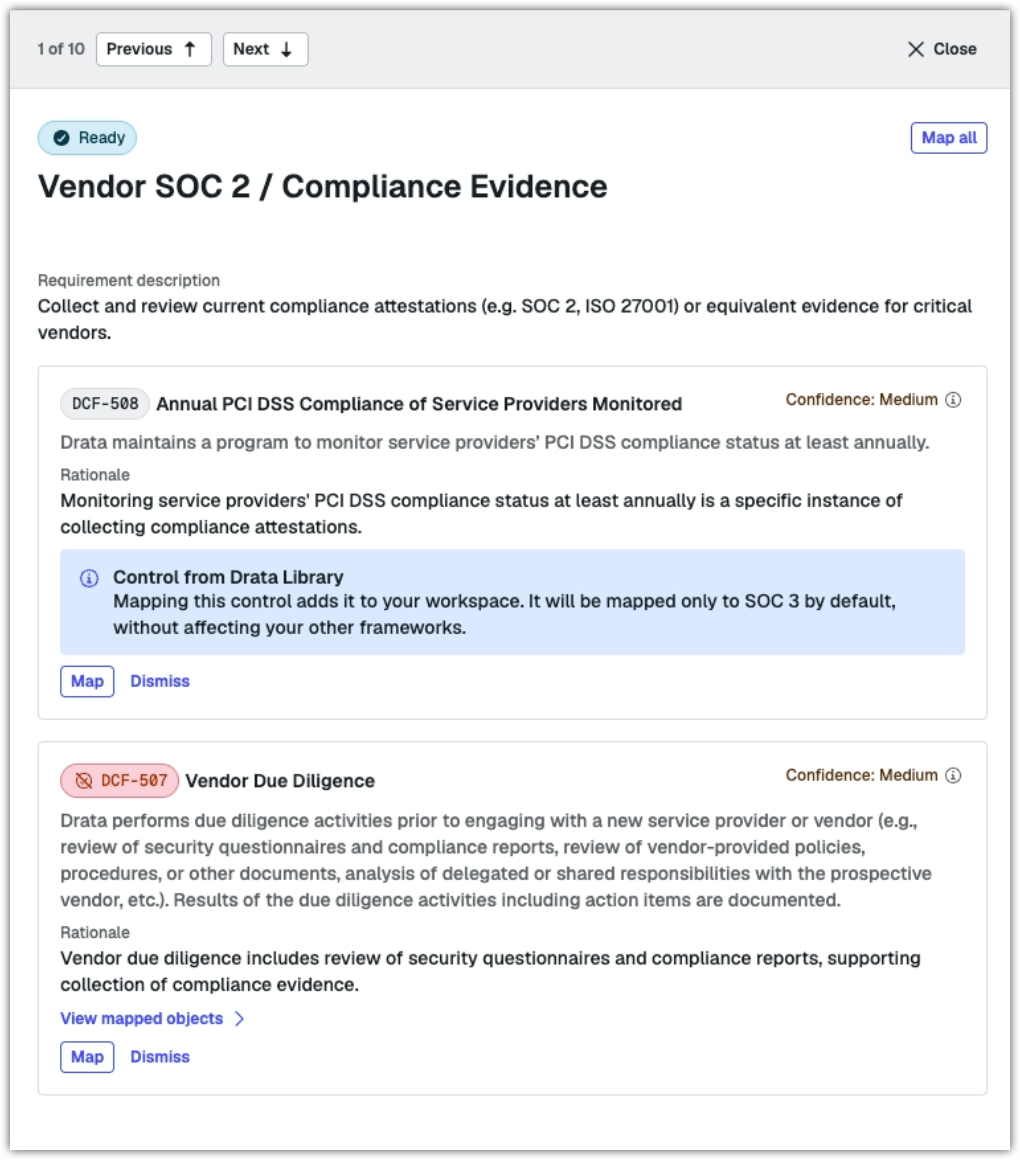 1 of 10 Previous ↑ Next ↓ Close
Ready Map all
Vendor SOC 2 / Compliance Evidence
Requirement description
Collect and review current compliance attestations (e.g. SOC 2, ISO 27001) or equivalent evidence for critical
vendors.
DCF-508 Annual PCI DSS Compliance of Service Providers Monitored Confidence: Medium
Drata maintains a program to monitor service providers’ PCI DSS compliance status at least annually.
Rationale
Monitoring service providers' PCI DSS compliance status at least annually is a specific instance of
collecting compliance attestations.
Control from Drata Library
Mapping this control adds it to your workspace. It will be mapped only to SOC 3 by default,
without affecting your other frameworks.
Map Dismiss
DCF-507 Vendor Due Diligence Confidence: Medium
Drata performs due diligence activities prior to engaging with a new service provider or vendor (e.g.,
review of security questionnaires and compliance reports, review of vendor-provided policies,
procedures, or other documents, analysis of delegated or shared responsibilities with the prospective
vendor, etc.). Results of the due diligence activities including action items are documented.
Rationale
Vendor due diligence includes review of security questionnaires and compliance reports, supporting
collection of compliance evidence.
View mapped objects
Map Dismiss